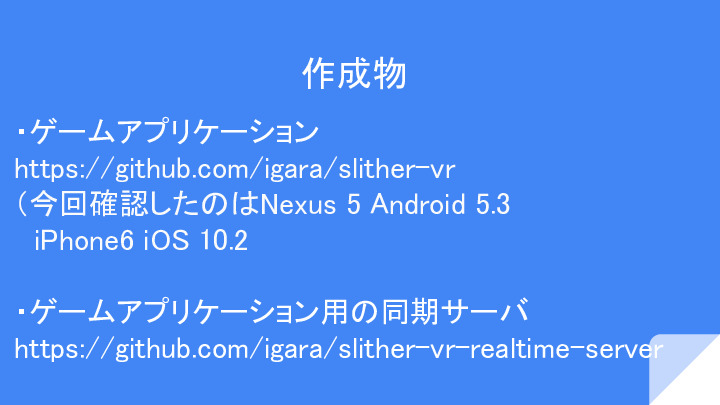 作成物
・ゲームアプリケーション
https://github.com/igara/slither-vr
（今回確認したのはNexus 5 Android 5.3
iPhone6 iOS 10.2
・ゲームアプリケーション用の同期サーバ
https://github.com/igara/slither-vr-realtime-server